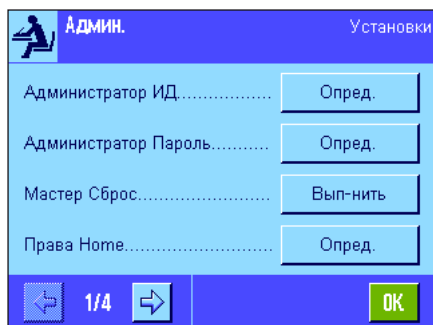 Админ.
Установки
Администратор ИД.................. Опред.
Администратор Пароль........... Опред.
Мастер Сброс......................... Вып-нить
Права Home............................ Опред.
1/4
OK